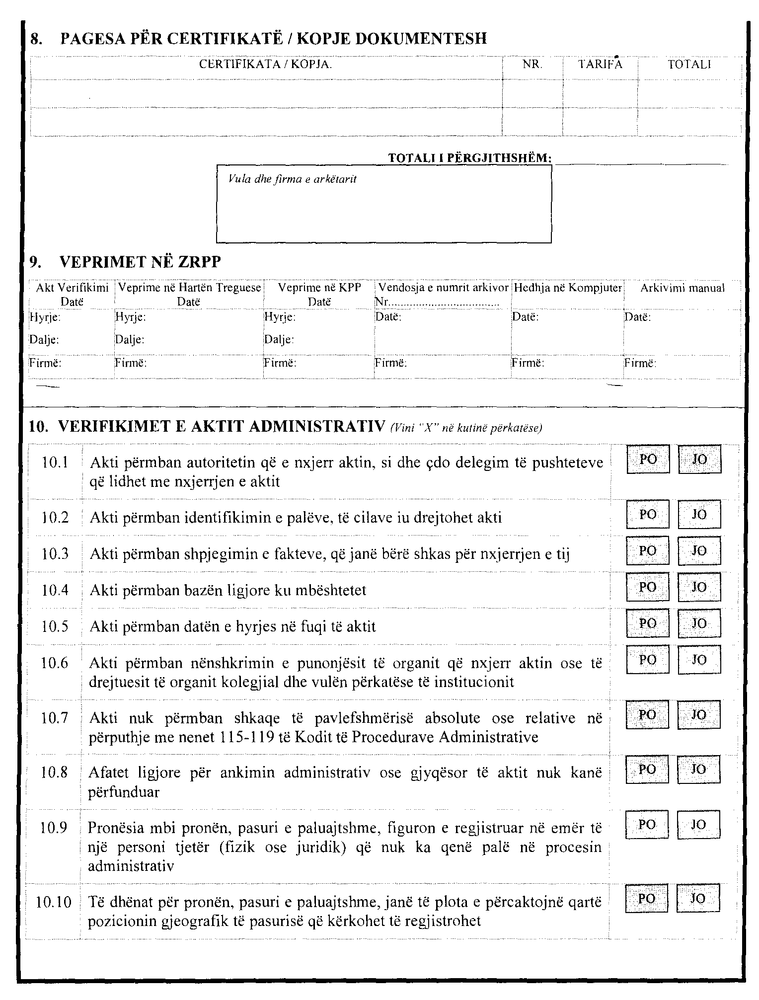 8. PAGESA PËR CERTIFIKATË / KOPJE DOKUMENTESH
CERTIFIKATA / KOPJA. NR. TARIFA TOTALI
TOTALI I PËRGJITHSHËM:
Vula dhe firma e arkëtarit
9. VEPRIMET NË ZRPP
Akt Verifikimi Veprime në Hartën Treguese Veprime në KPP Vendosja e numrit arkivor Hedhja në Kompjuter Arkivimi manual
Datë Datë Datë Nr....................................
Hyrje: Hyrje: Hyrje: Datë: Datë: Datë:
Dalje: Dalje: Dalje:
Firmë: Firmë: Firmë: Firmë: Firmë: Firmë:
10. VERIFIKIMET E AKTIT ADMINISTRATIV (Vini "X" në kutinë përkatëse)
10.1 Akti përmban autoritetin që e nxjerr aktin, si dhe çdo delegim të pushteteve PO JO
që lidhet me nxjerrjen e aktit
10.2 Akti përmban identifikimin e palëve, të cilave iu drejtohet akti PO JO
10.3 Akti përmban shpjegimin e fakteve, që janë bërë shkas për nxjerrjen e tij PO JO
10.4 Akti përmban bazën ligjore ku mbështetet PO JO
10.5 Akti përmban datën e hyrjes në fuqi të aktit PO JO
10.6 Akti përmban nënshkrimin e punonjësit të organit që nxjerr aktin ose të PO JO
drejtuesit të organit kolegjial dhe vulën përkatëse të institucionit
10.7 Akti nuk përmban shkaqe të pavlefshmërisë absolute ose relative në PO JO
përputhje me nenet 115-119 të Kodit të Procedurave Administrative
10.8 Afatet ligjore për ankimin administrativ ose gjyqësor të aktit nuk kanë PO JO
përfunduar
10.9 Pronësia mbi pronën, pasuri e paluajtshme, figuron e regjistruar në emër të PO JO
një personi tjetër (fizik ose juridik) që nuk ka qenë palë në procesin
administrativ
10.10 Të dhënat për pronën, pasuri e paluajtshme, janë të plota e përcaktojnë qartë PO JO
pozicionin gjeografik të pasurisë që kërkohet të regjistrohet